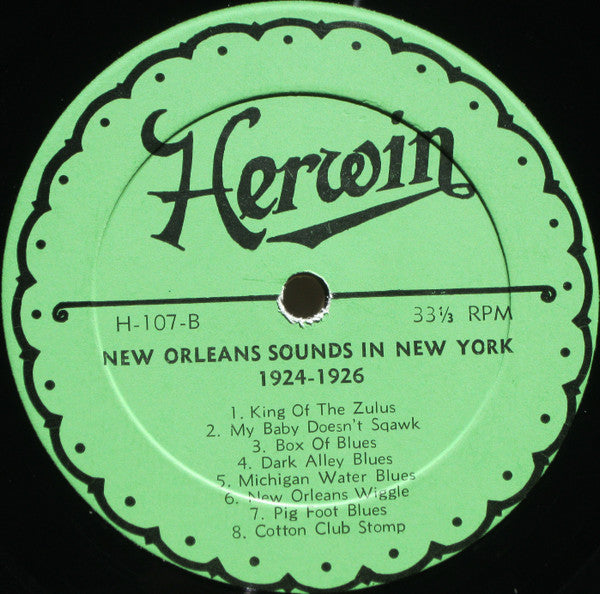 Herwin
H-107-B 33⅓ RPM
NEW ORLEANS SOUNDS IN NEW YORK
1924-1926
1. King Of The Zulus
2. My Baby Doesn't Sqawk
3. Box Of Blues
4. Dark Alley Blues
5. Michigan Water Blues
6. New Orleans Wiggle
7. Pig Foot Blues
8. Cotton Club Stomp